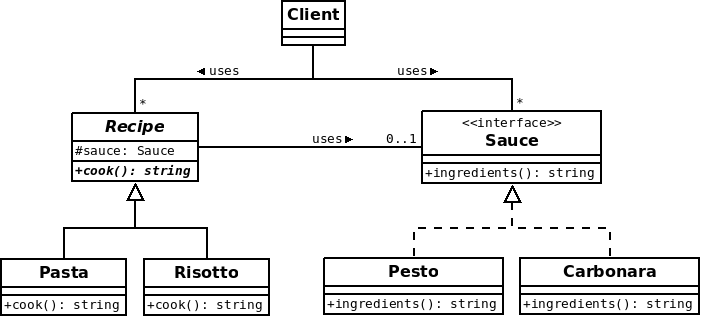 Client
uses
uses
*
*
Recipe
#sauce: Sauce
+cook(): string
uses
0..1
<<interface>>
Sauce
+ingredients(): string
Pasta
+cook(): string
Risotto
+cook(): string
Pesto
+ingredients(): string
Carbonara
+ingredients(): string